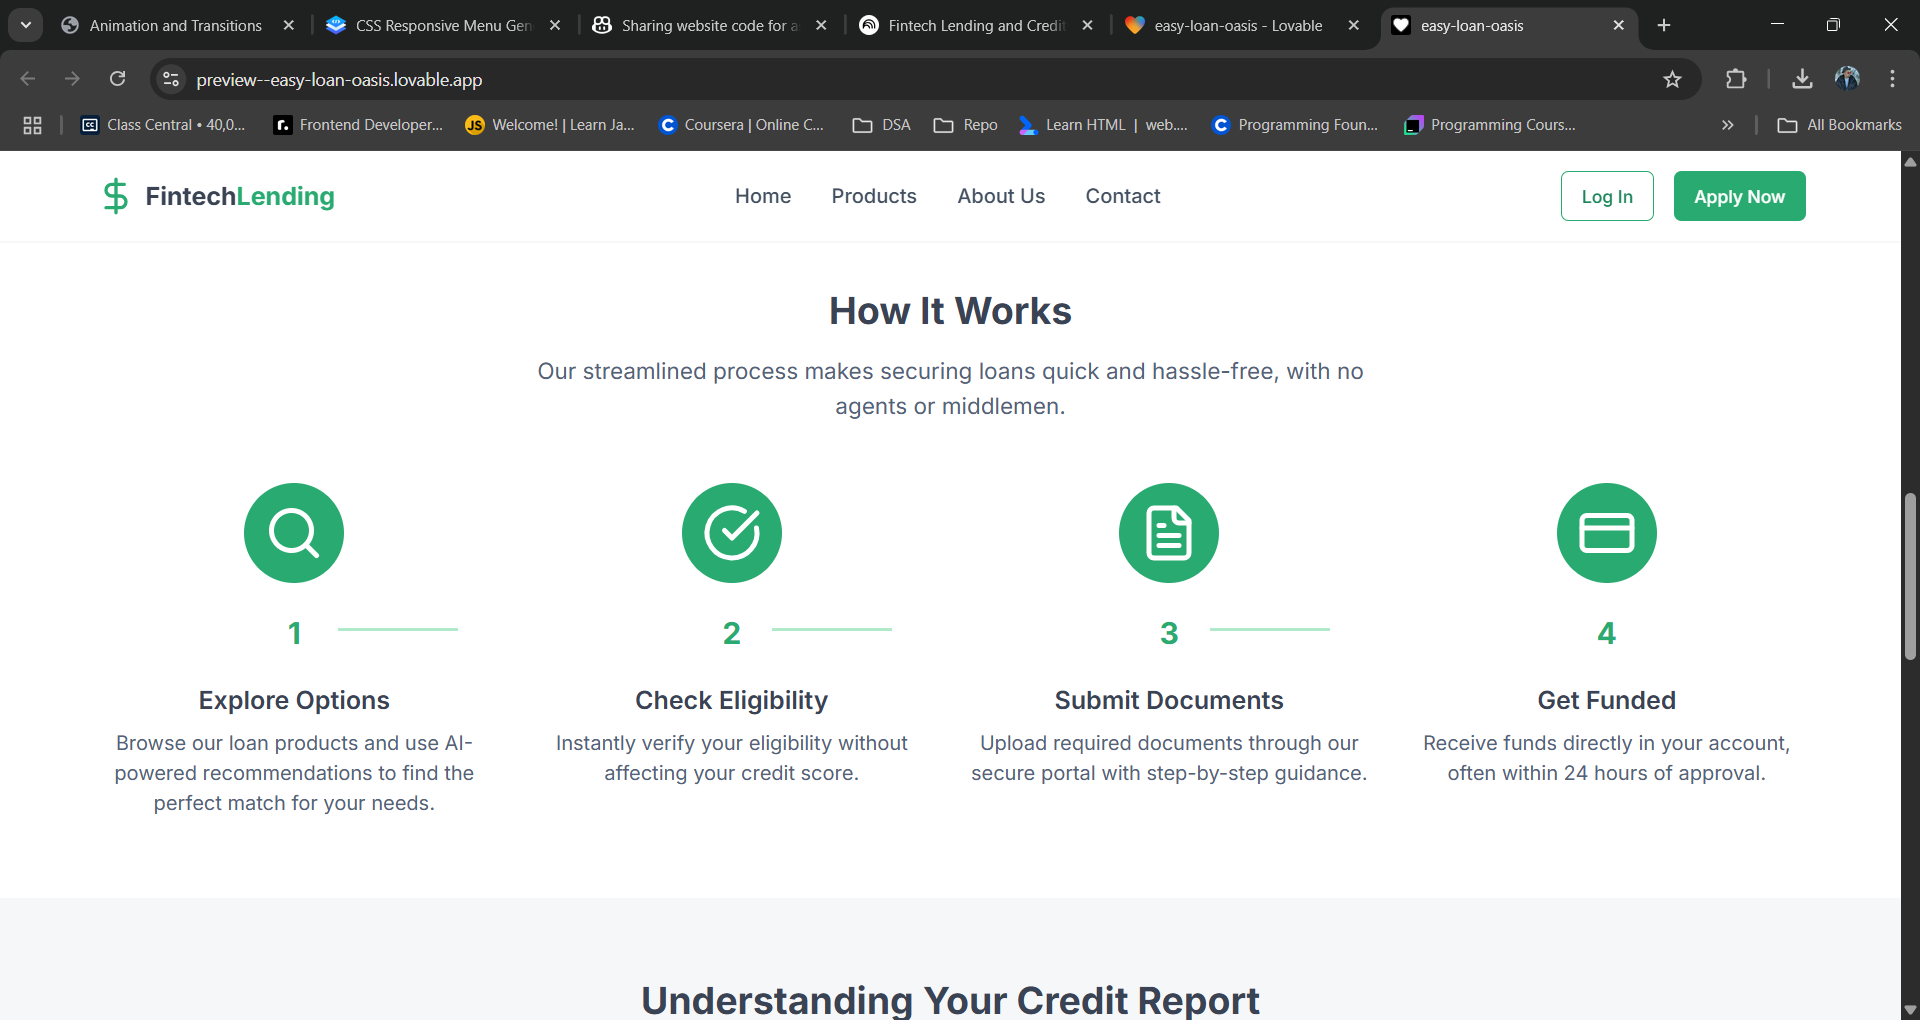 Animation and Transitions
CSS Responsive Menu Gen
Sharing website code for a
Fintech Lending and Credit
easy-loan-oasis - Lovable
easy-loan-oasis
preview--easy-loan-oasis.lovable.app
Class Central • 40,0...
Frontend Developer...
JS Welcome! | Learn Ja...
Coursera | Online C...
DSA
Repo
Learn HTML | web....
Programming Foun...
Programming Cours...
All Bookmarks
FintechLending
Home
Products
About Us
Contact
Log In
Apply Now
How It Works
Our streamlined process makes securing loans quick and hassle-free, with no
agents or middlemen.
1
2
3
4
Explore Options
Browse our loan products and use AI-
powered recommendations to find the
perfect match for your needs.
Check Eligibility
Instantly verify your eligibility without
affecting your credit score.
Submit Documents
Upload required documents through our
secure portal with step-by-step guidance.
Get Funded
Receive funds directly in your account,
often within 24 hours of approval.
Understanding Your Credit Report